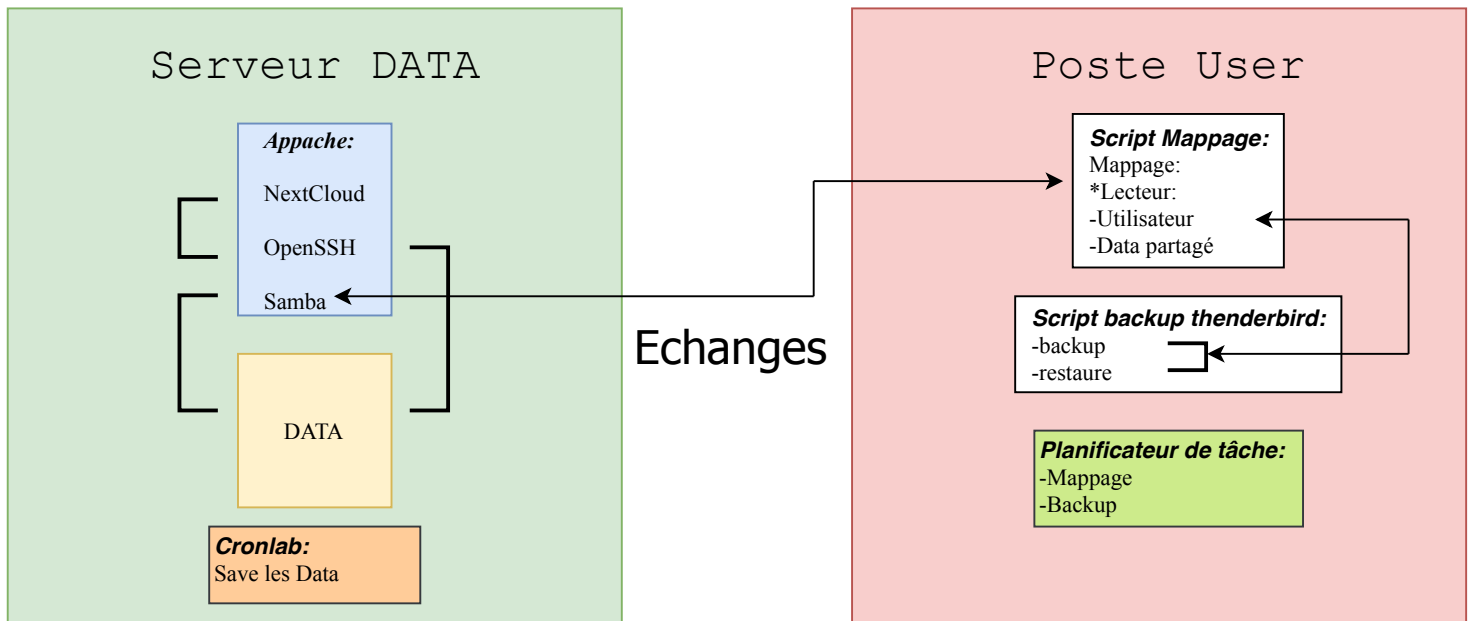 Serveur DATA
Appache:
NextCloud
OpenSSH
Samba
DATA
Cronlab:
Save les Data
Echanges
Poste User
Script Mappage:
Mappage:
*Lecteur:
-Utilisateur
-Data partagé
Script backup thenderbird:
-backup
-restaure
Planificateur de tâche:
-Mappage
-Backup